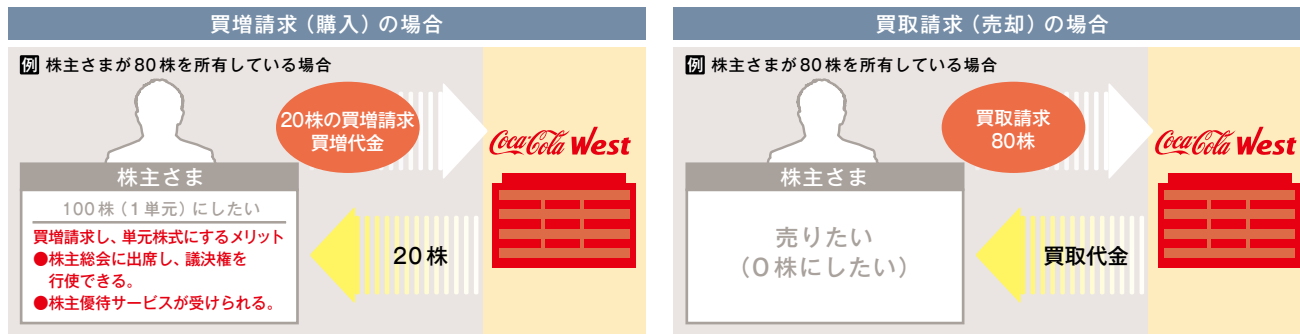 買増請求（購入）の場合
例 株主さまが80株を所有している場合
20株の買増請求
買増代金
Coca-Cola West
株主さま
100株（1単元）にしたい
買増請求し、単元株式にするメリット
●株主総会に出席し、議決権を
行使できる。
●株主優待サービスが受けられる。
20株
買取請求（売却）の場合
例 株主さまが80株を所有している場合
買取請求
80株
Coca-Cola West
株主さま
売りたい
（0株にしたい）
買取代金